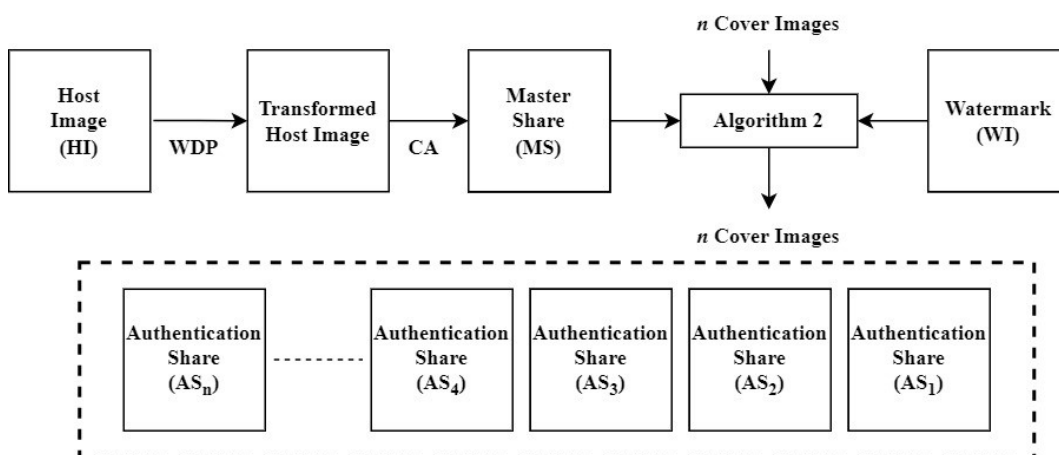 n Cover Images
Host
Image
(HI)
WDP
Transformed
Host Image
CA
Master
Share
(MS)
Algorithm 2
Watermark
(WI)
n Cover Images
Authentication
Share
(ASn)
Authentication
Share
(AS4)
Authentication
Share
(AS3)
Authentication
Share
(AS2)
Authentication
Share
(AS1)